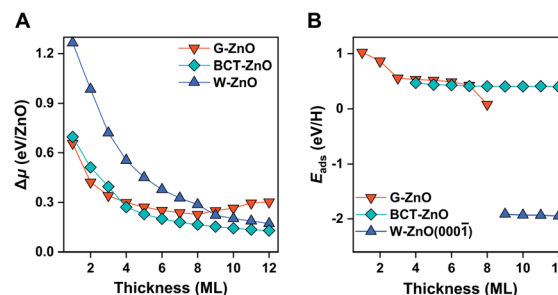 A
Δμ (eV/ZnO)
1.2
0.9
0.6
0.3
0.0
G-ZnO
BCT-ZnO
W-ZnO
2 4 6 8 10 12
Thickness (ML)
B
E_ads (eV/H)
1
0
-1
-2
G-ZnO
BCT-ZnO
W-ZnO(0001̄)
2 4 6 8 10
Thickness (ML)